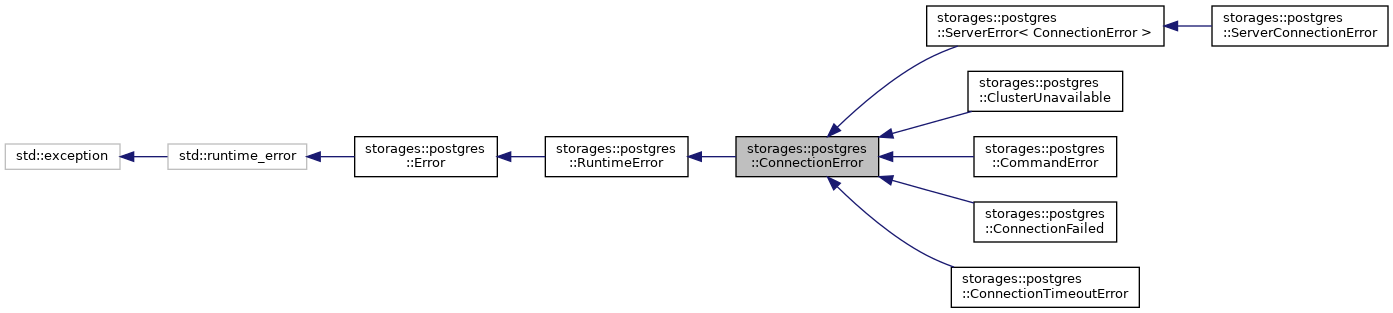 storages::postgres
::ServerError< ConnectionError >
storages::postgres
::ServerConnectionError
storages::postgres
::ClusterUnavailable
std::exception
std::runtime_error
storages::postgres
::Error
storages::postgres
::RuntimeError
storages::postgres
::ConnectionError
storages::postgres
::CommandError
storages::postgres
::ConnectionFailed
storages::postgres
::ConnectionTimeoutError